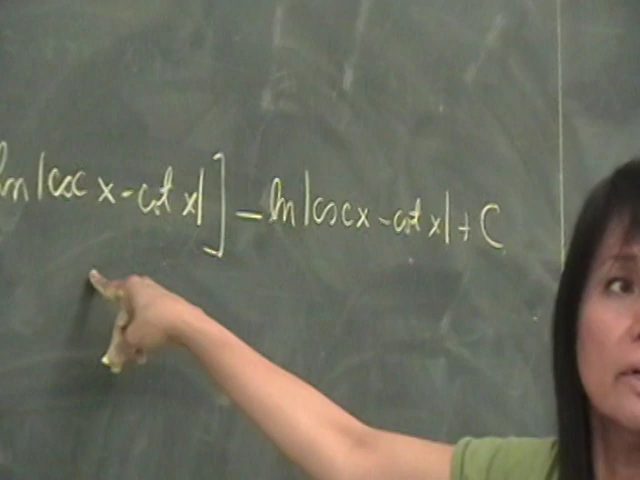 ln |csc x - cot x| ] - ln |csc x - cot x| + C